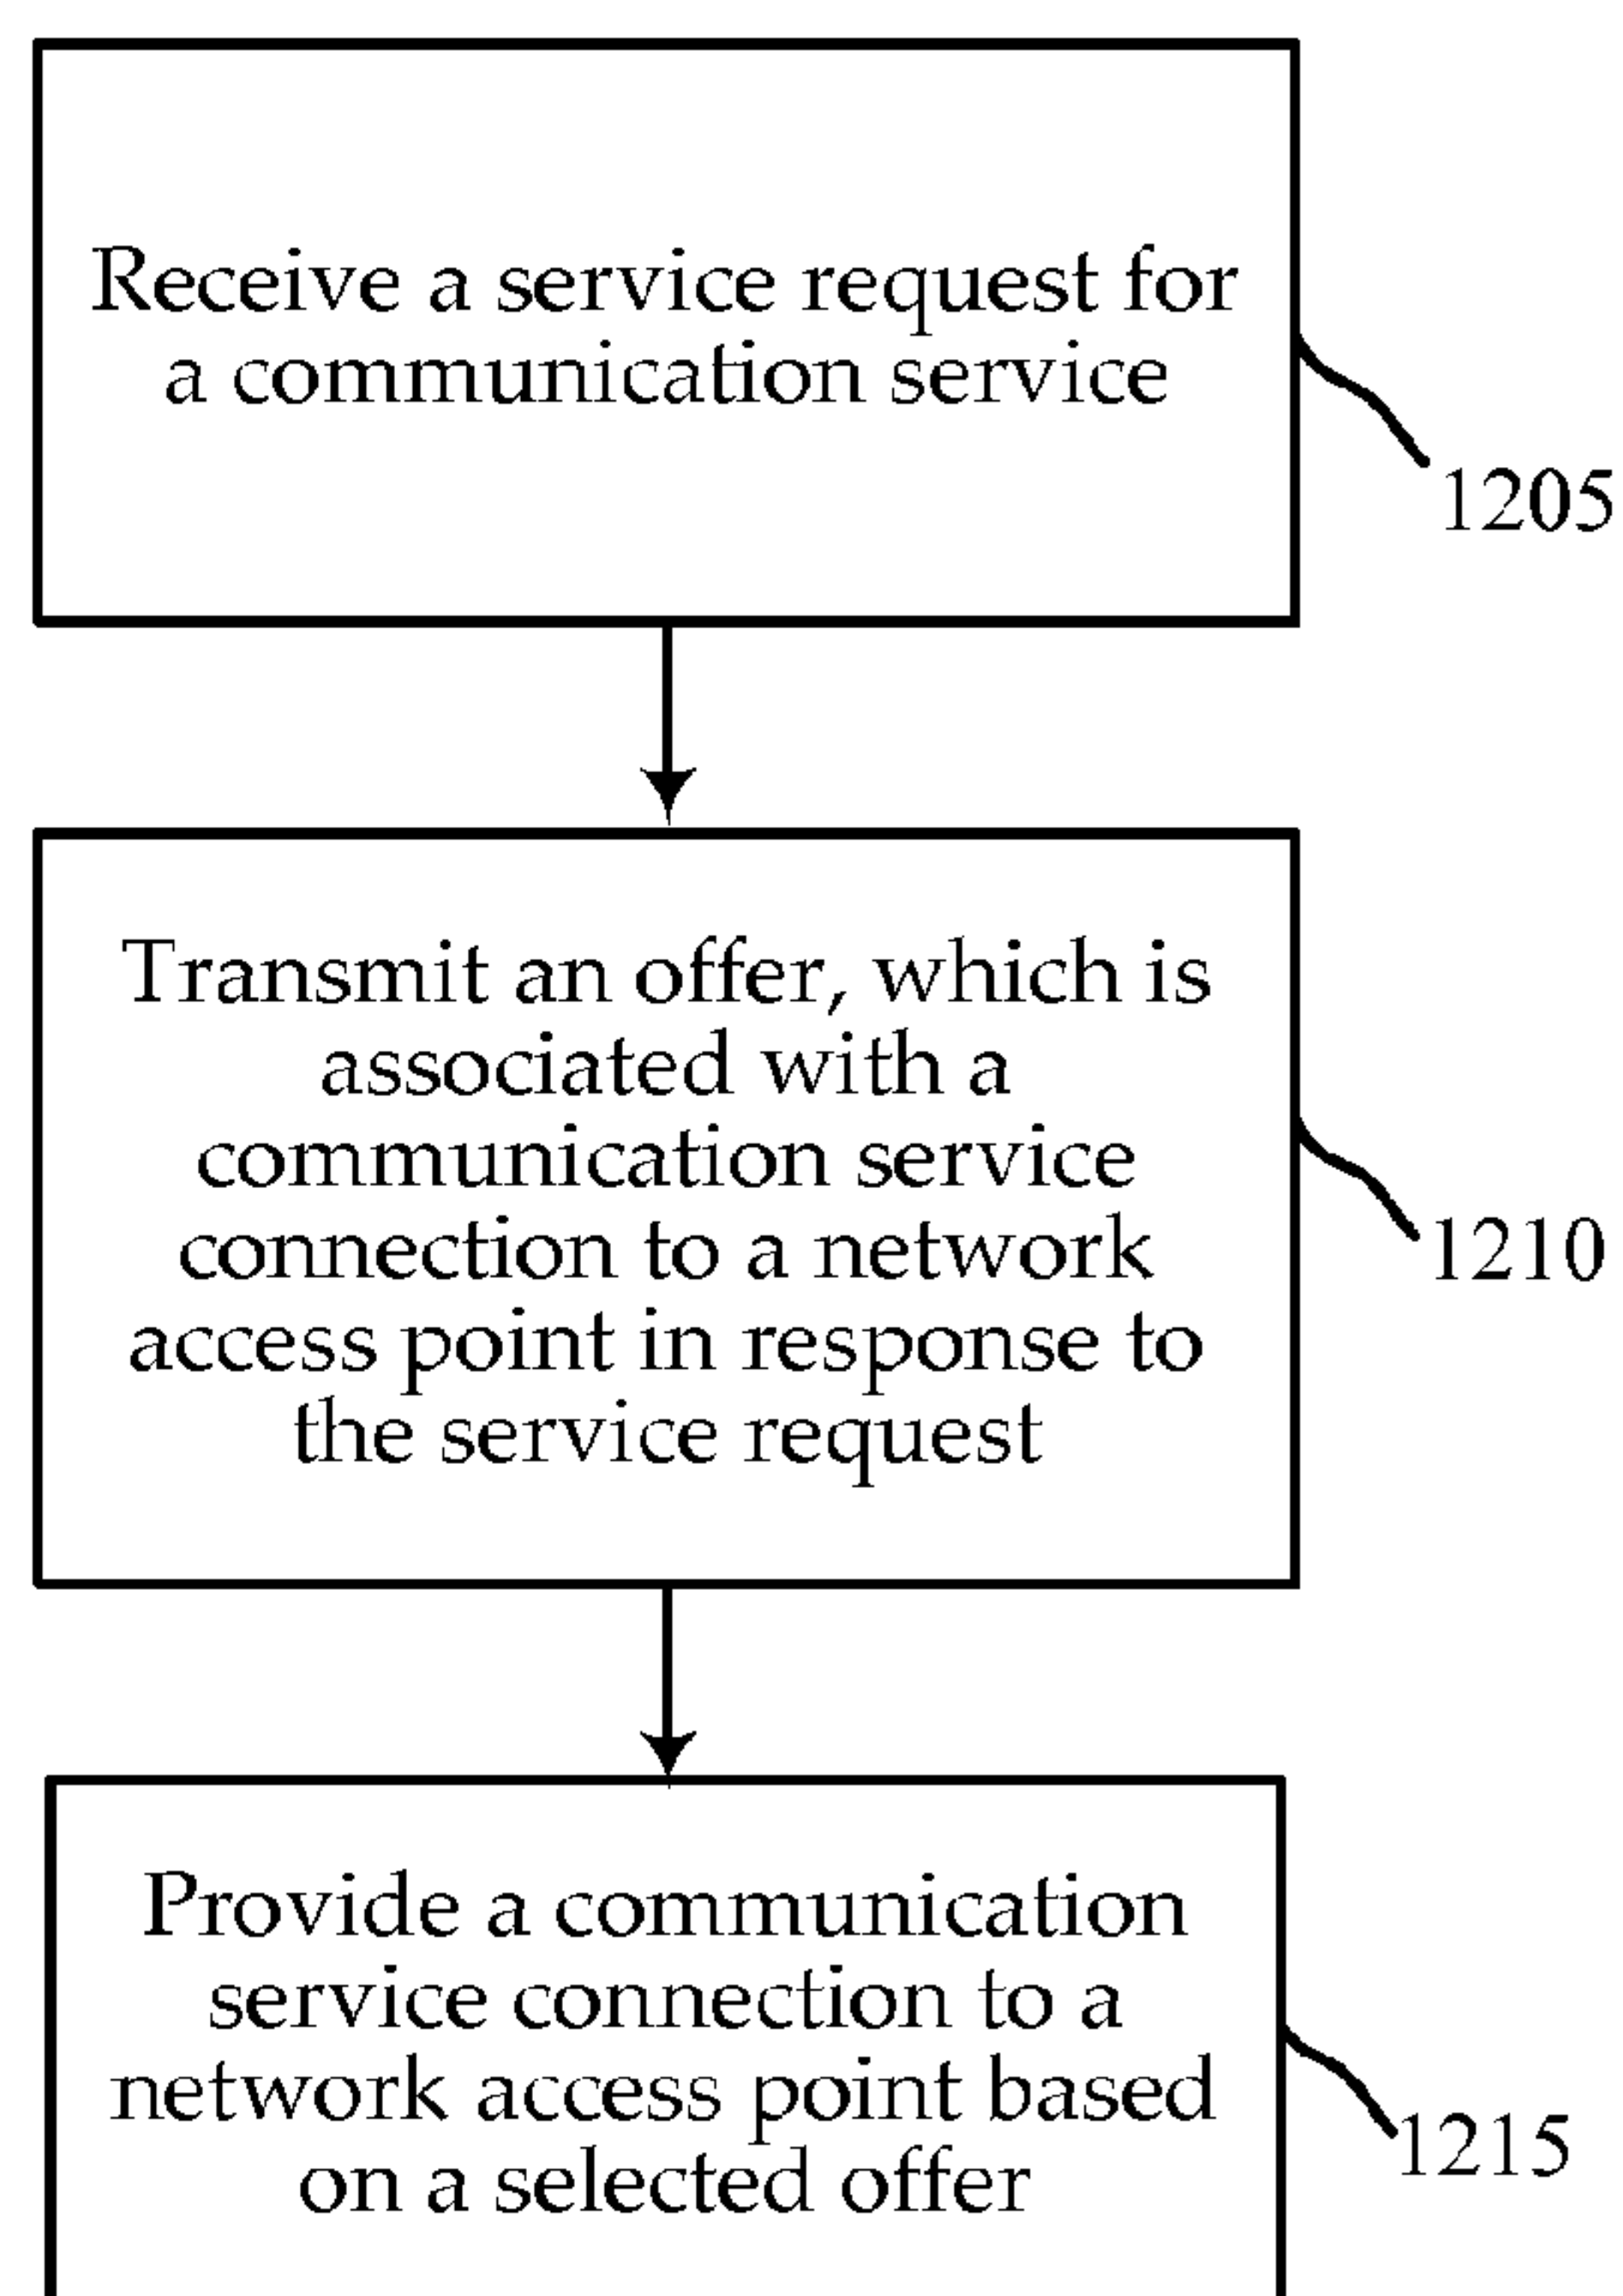 Receive a service request for
a communication service
1205
Transmit an offer, which is
associated with a
communication service
connection to a network
access point in response to
the service request
1210
Provide a communication
service connection to a
network access point based
on a selected offer
1215